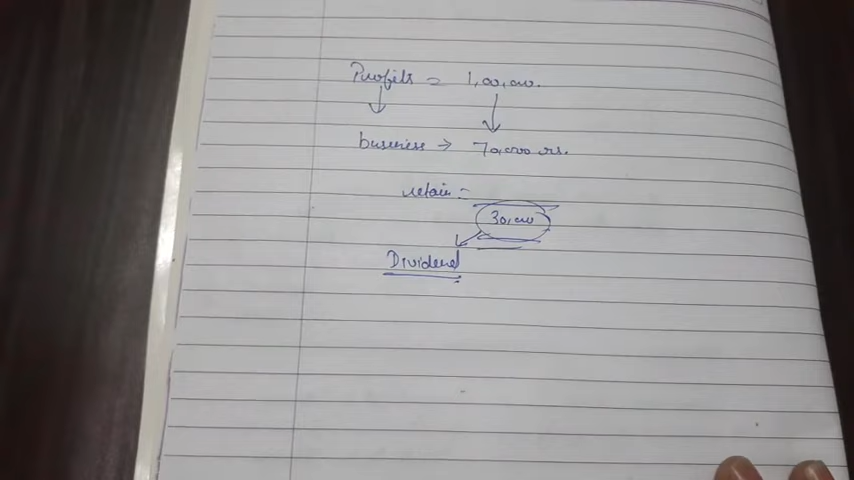 Profits = 1,00,000.
business → 70,000 rs.
retain =
30,000
Dividend